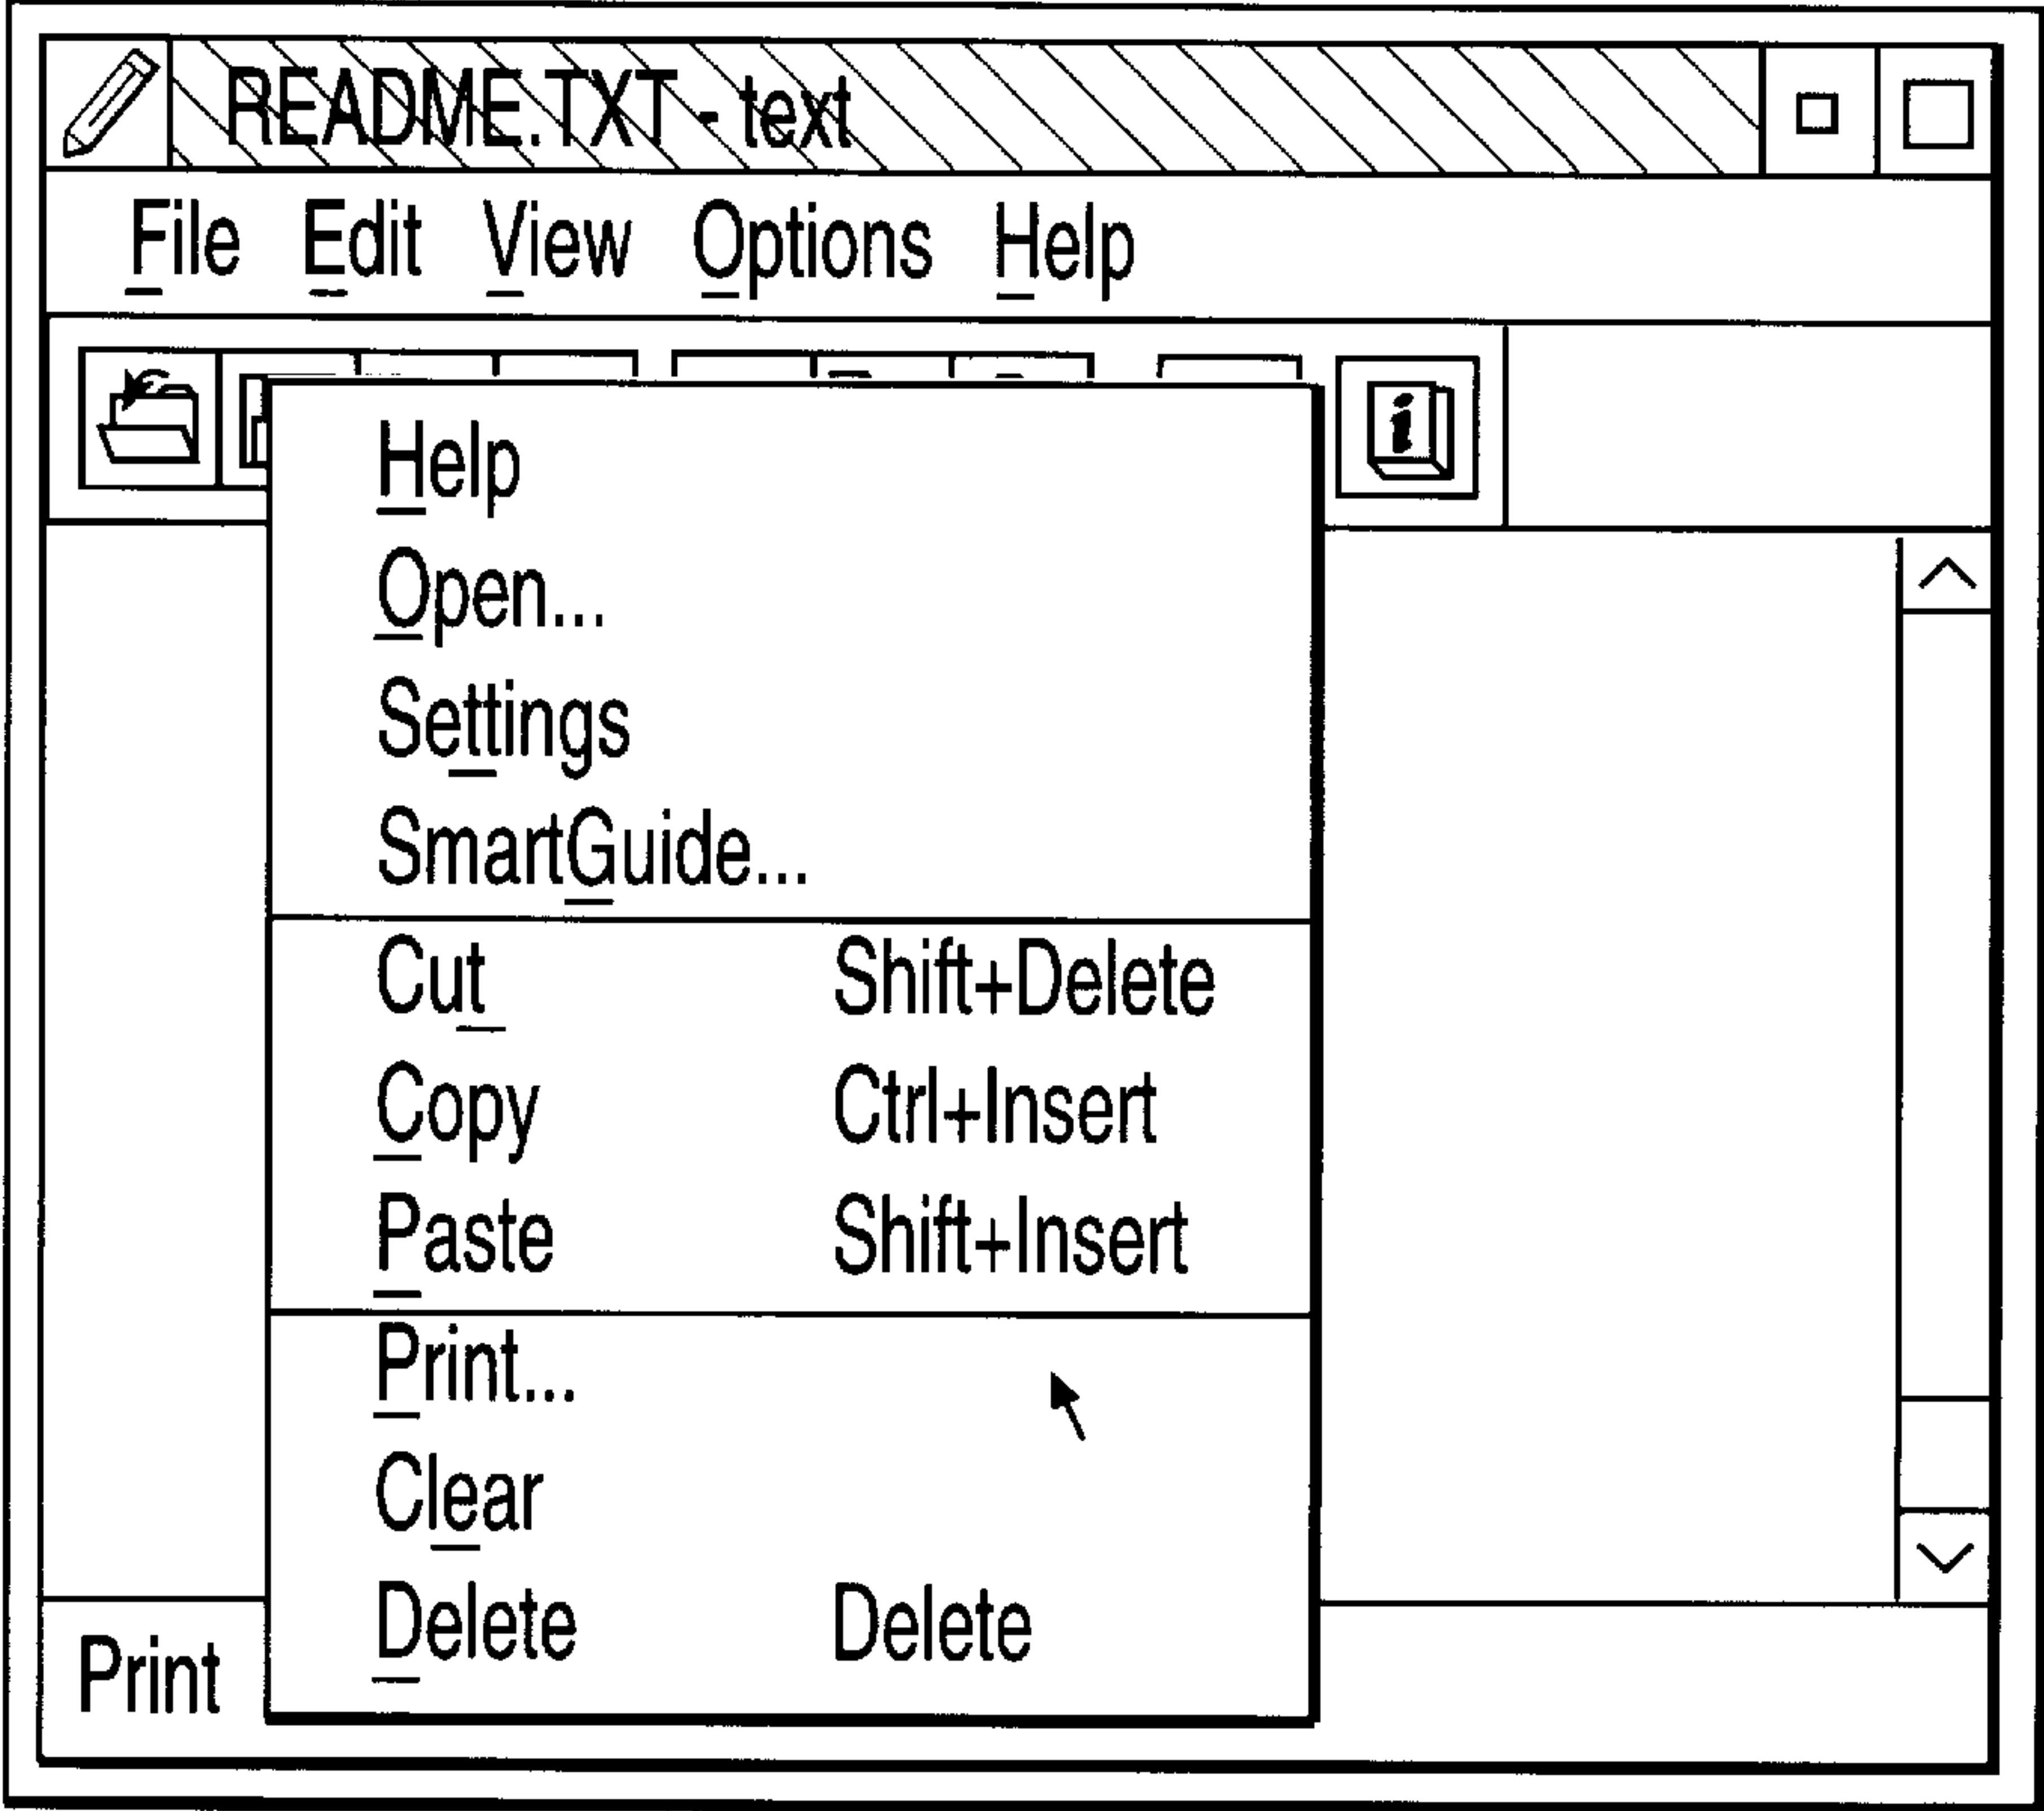 README.TXT - text
File Edit View Options Help
i
Help
Open...
Settings
SmartGuide...
Cut Shift+Delete
Copy Ctrl+Insert
Paste Shift+Insert
Print...
Clear
Delete Delete
Print